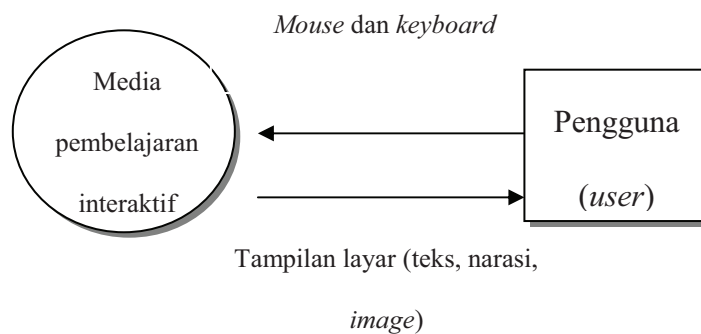 Mouse dan keyboard
Media
pembelajaran
interaktif
Pengguna
(user)
Tampilan layar (teks, narasi,
image)